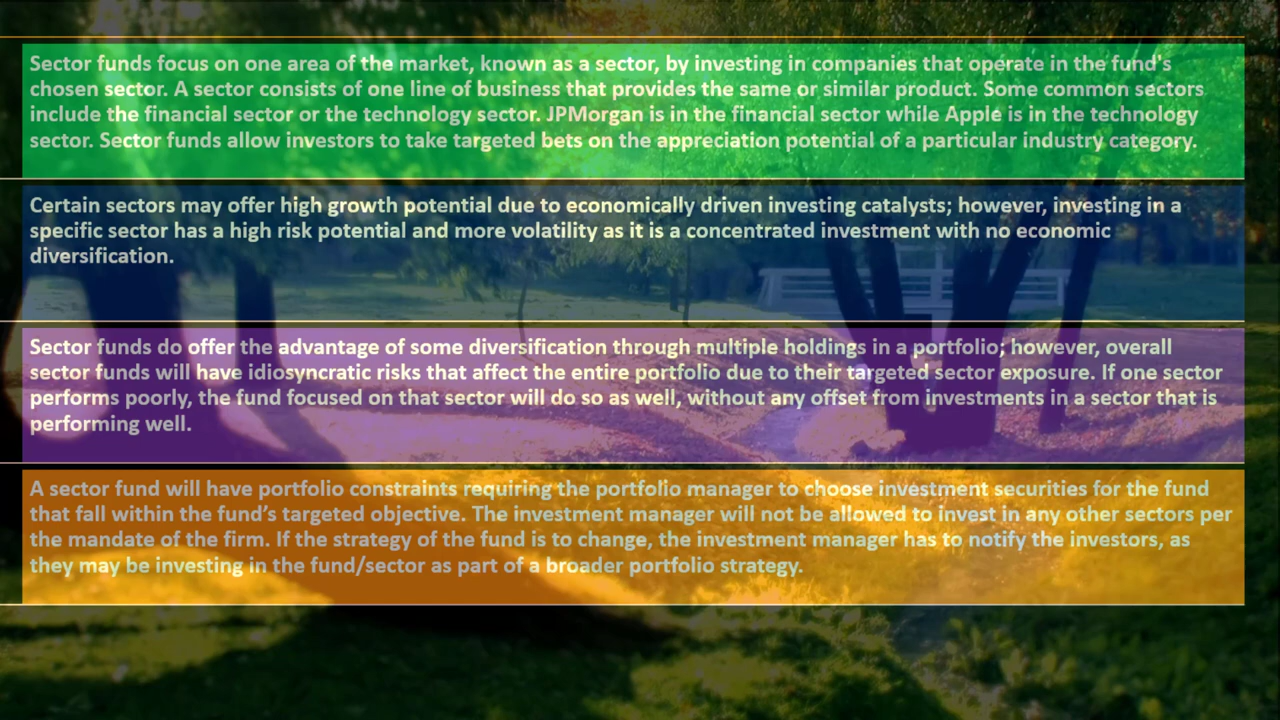 Sector funds focus on one area of the market, known as a sector, by investing in companies that operate in the fund's
chosen sector. A sector consists of one line of business that provides the same or similar product. Some common sectors
include the financial sector or the technology sector. JPMorgan is in the financial sector while Apple is in the technology
sector. Sector funds allow investors to take targeted bets on the appreciation potential of a particular industry category.
Certain sectors may offer high growth potential due to economically driven investing catalysts; however, investing in a
specific sector has a high risk potential and more volatility as it is a concentrated investment with no economic
diversification.
Sector funds do offer the advantage of some diversification through multiple holdings in a portfolio; however, overall
sector funds will have idiosyncratic risks that affect the entire portfolio due to their targeted sector exposure. If one sector
performs poorly, the fund focused on that sector will do so as well, without any offset from investments in a sector that is
performing well.
A sector fund will have portfolio constraints requiring the portfolio manager to choose investment securities for the fund
that fall within the fund’s targeted objective. The investment manager will not be allowed to invest in any other sectors per
the mandate of the firm. If the strategy of the fund is to change, the investment manager has to notify the investors, as
they may be investing in the fund/sector as part of a broader portfolio strategy.